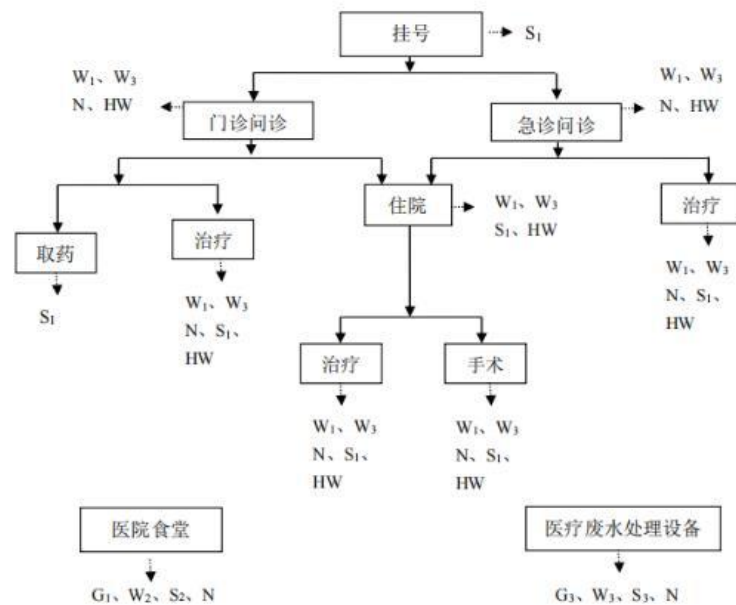 挂号
S₁
W₁、W₃
N、HW
W₁、W₃
N、HW
门诊问诊
急诊问诊
取药
治疗
住院
W₁、W₃
S₁、HW
治疗
S₁
W₁、W₃
N、S₁、
HW
W₁、W₃
N、S₁、
HW
治疗
手术
W₁、W₃
N、S₁、
HW
W₁、W₃
N、S₁、
HW
医院食堂
医疗废水处理设备
G₁、W₂、S₂、N
G₃、W₃、S₃、N